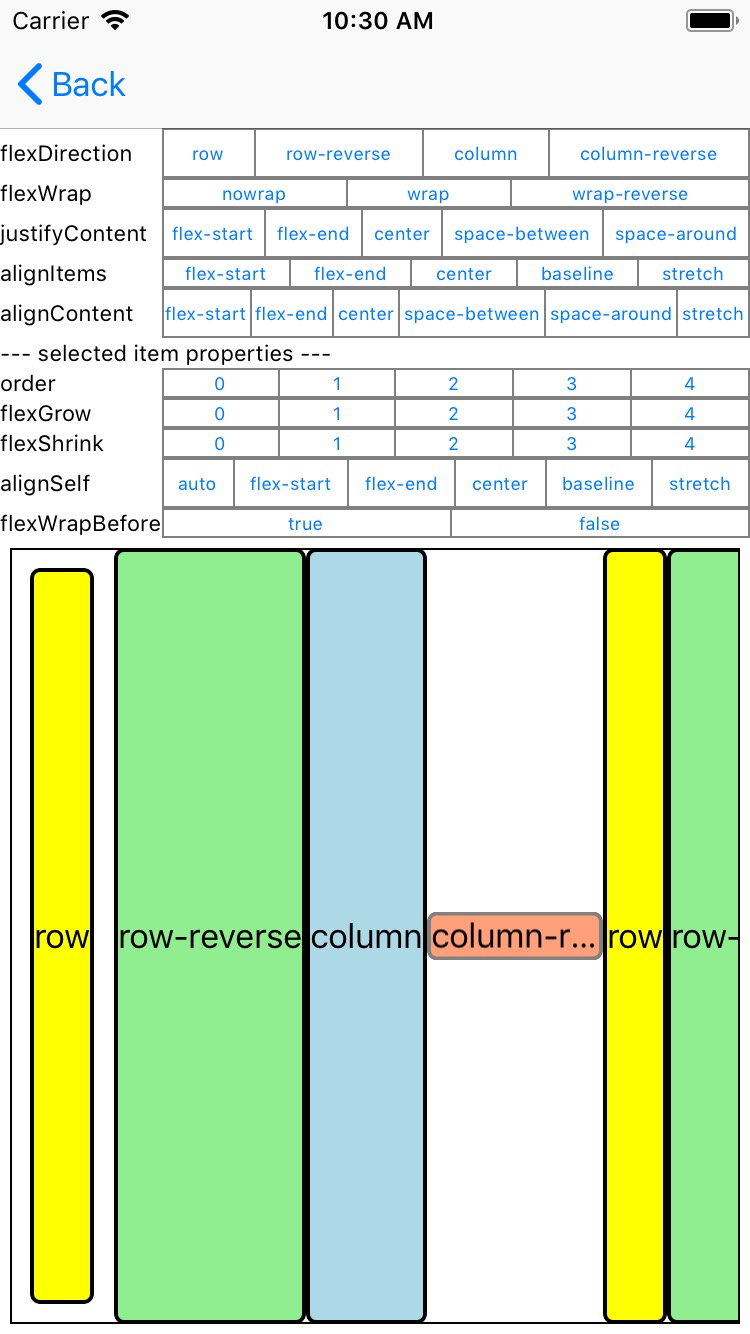 Carrier 10:30 AM
Back
flexDirection row row-reverse column column-reverse
flexWrap nowrap wrap wrap-reverse
justifyContent flex-start flex-end center space-between space-around
alignItems flex-start flex-end center baseline stretch
alignContent flex-start flex-end center space-between space-around stretch
--- selected item properties ---
order 0 1 2 3 4
flexGrow 0 1 2 3 4
flexShrink 0 1 2 3 4
alignSelf auto flex-start flex-end center baseline stretch
flexWrapBefore true false
row row-reverse column column-r... row row-